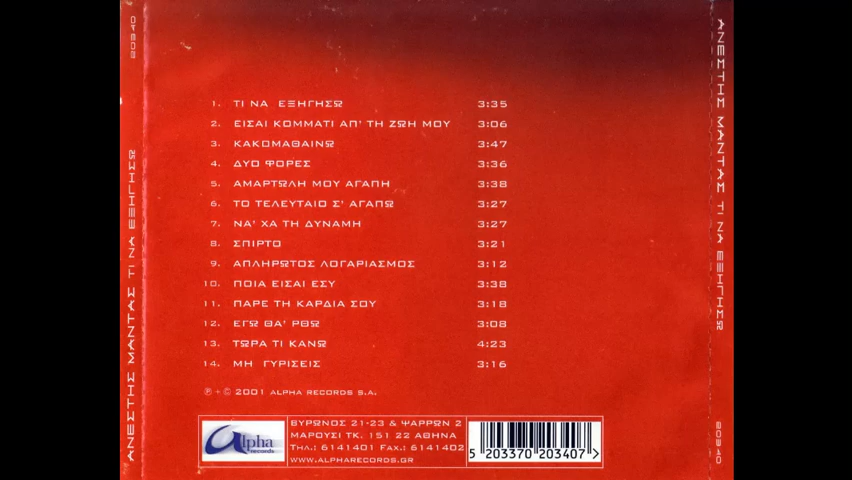 1. ΤΙ ΝΑ ΕΞΗΓΗΣΩ 3:35
2. ΕΙΣΑΙ ΚΟΜΜΑΤΙ ΑΠ' ΤΗ ΖΩΗ ΜΟΥ 3:06
3. ΚΑΚΟΜΑΘΑΙΝΩ 3:47
4. ΔΥΟ ΦΟΡΕΣ 3:36
5. ΑΜΑΡΤΩΛΗ ΜΟΥ ΑΓΑΠΗ 3:38
6. ΤΟ ΤΕΛΕΥΤΑΙΟ Σ' ΑΓΑΠΩ 3:27
7. ΝΑ' ΧΑ ΤΗ ΔΥΝΑΜΗ 3:27
8. ΣΠΙΡΤΟ 3:21
9. ΑΠΛΗΡΩΤΟΣ ΛΟΓΑΡΙΑΣΜΟΣ 3:12
10. ΠΟΙΑ ΕΙΣΑΙ ΕΣΥ 3:38
11. ΠΑΡΕ ΤΗ ΚΑΡΔΙΑ ΣΟΥ 3:18
12. ΕΓΩ ΘΑ' ΡΘΩ 3:08
13. ΤΩΡΑ ΤΙ ΚΑΝΩ 4:23
14. ΜΗ ΓΥΡΙΣΕΙΣ 3:16
℗ + © 2001 ALPHA RECORDS S.A.
Alpha
records
ΒΥΡΩΝΟΣ 21-23 & ΨΑΡΡΩΝ 2
ΜΑΡΟΥΣΙ ΤΚ. 151 22 ΑΘΗΝΑ
ΤΗΛ.: 6141401 FAX.: 6141402
WWW.ALPHARECORDS.GR
5 203370 203407 >
ΑΝΕΣΤΗΣ ΜΑΝΤΑΣ ΤΙ ΝΑ ΕΞΗΓΗΣΩ
ΑΝΕΣΤΗΣ ΜΑΝΤΑΣ ΤΙ ΝΑ ΕΞΗΓΗΣΩ